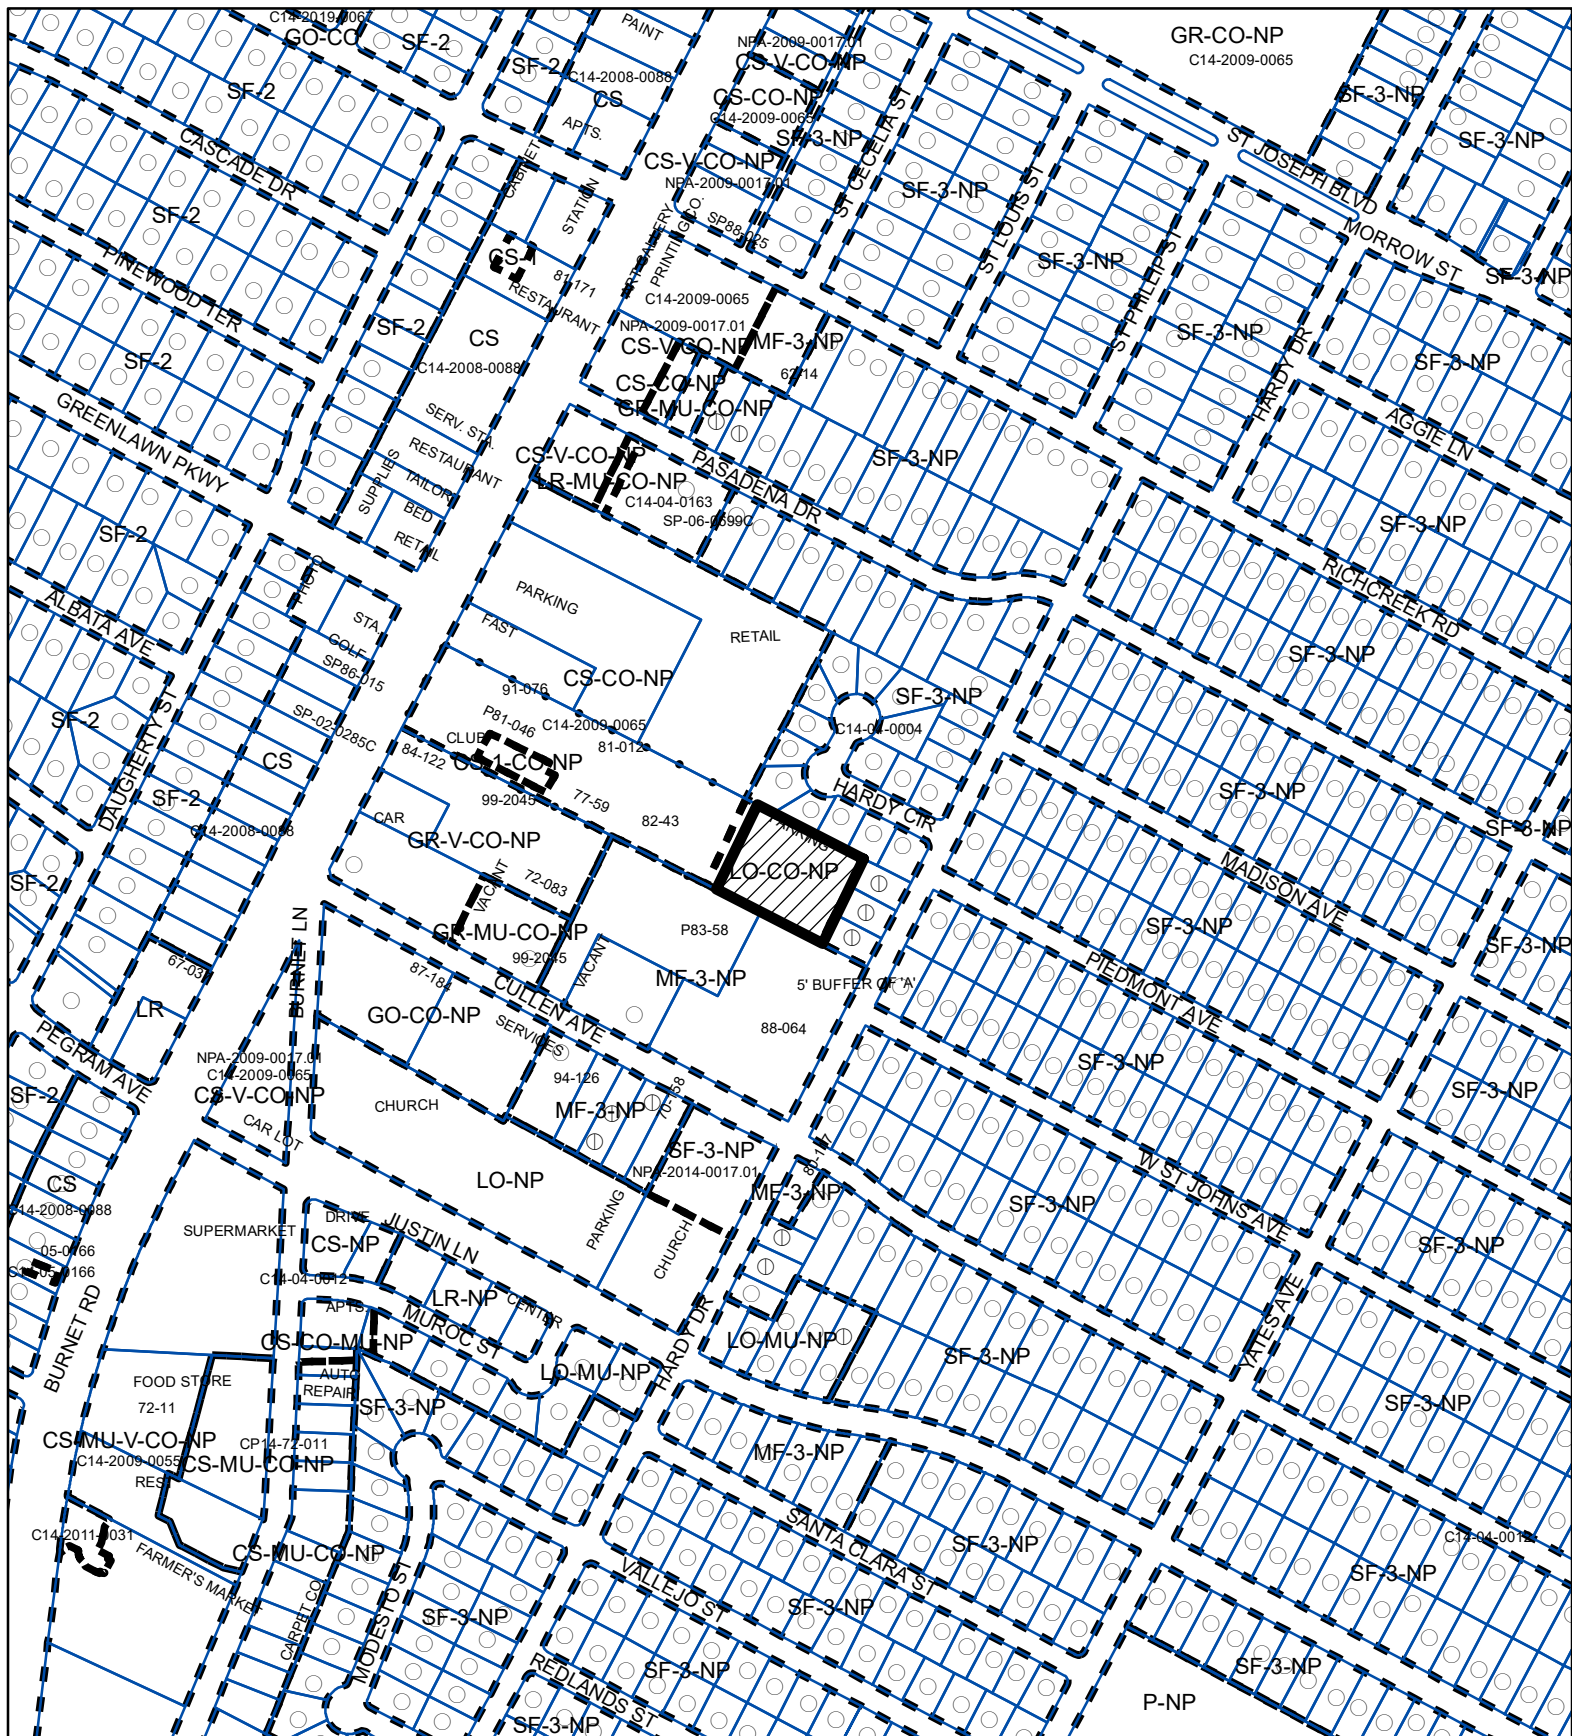 C14-2019-0067
GO-CO
SF-2
PAINT
NPA-2009-0017.01
CS-V-CO-NP
GR-CO-NP
C14-2009-0065
SF-2
SF-2
C14-2008-0088
CS
CS-CO-NP
C14-2009-0065
SF-3-NP
SF-3-NP
SF-3-NP
APTS.
CASCADE DR
CABINET
CS-V-CO-NP
NPA-2009-0017.01
ST CECELIA ST
SF-3-NP
ST JOSEPH BLVD
SF-2
STATION
ART GALLERY
PRINTING CO.
SP88-025
ST LOUIS ST
MORROW ST
PINEWOOD TER
CS-1
81-171
RESTAURANT
SF-3-NP
ST PHILLIP ST
SF-3-NP
C14-2009-0065
SF-2
CS
C14-2008-0088
NPA-2009-0017.01
CS-V-CO-NP
MF-3-NP
62-14
SF-3-NP
HARDY DR
SF-3-NP
SF-2
CS-CO-NP
GR-MU-CO-NP
AGGIE LN
GREENLAWN PKWY
SERV. STA.
RESTAURANT
TAILOR
BED
RETAIL
SUPPLIES
CS-V-CO-NP
LR-MU-CO-NP
C14-04-0163
SP-06-0599C
PASADENA DR
SF-3-NP
SF-3-NP
SF-2
PHOTO
RICHCREEK RD
ALBATA AVE
PARKING
FAST
RETAIL
STA.
GOLF
SP86-015
SF-3-NP
CS-CO-NP
91-076
SF-3-NP
SF-2
DAUGHERTY ST
SP-02-0285C
P81-046
C14-2009-0065
C14-04-0004
CLUB
81-012
84-122
CS-1-CO-NP
CS
SF-2
99-2045
77-59
82-43
HARDY CIR
SF-3-NP
CAR
GR-V-CO-NP
C14-2008-0088
PARKING
LO-CO-NP
SF-3-NP
MADISON AVE
SF-2
VACANT
72-083
BURNET LN
GR-MU-CO-NP
99-2045
P83-58
SF-3-NP
SF-3-NP
67-03
87-184
VACANT
MF-3-NP
5' BUFFER OF 'A'
PIEDMONT AVE
LR
GO-CO-NP
CULLEN AVE
SERVICES
88-064
PEGRAM AVE
NPA-2009-0017.01
C14-2009-0065
CS-V-CO-NP
CAR LOT
SF-2
94-126
SF-3-NP
SF-3-NP
CHURCH
MF-3-NP
70-158
SF-3-NP
NPA-2014-0017.01
80-147
W ST JOHNS AVE
LO-NP
MF-3-NP
CS
C14-2008-0088
SF-3-NP
SUPERMARKET
DRIVE
CS-NP
JUSTIN LN
PARKING
CHURCH
05-0166
C14-05-0166
SF-3-NP
C14-04-0012
LR-NP
CENTER
APTS.
MUROC ST
HARDY DR
YATES AVE
BURNET RD
CS-CO-MU-NP
LO-MU-NP
LO-MU-NP
SF-3-NP
AUTO
REPAIR
FOOD STORE
72-11
SF-3-NP
SF-3-NP
CS-MU-V-CO-NP
C14-2009-0055
REST
CP14-72-011
CS-MU-CO-NP
MF-3-NP
C14-2011-0031
SANTA CLARA ST
SF-3-NP
C14-04-0012
FARMER'S MARKET
CS-MU-CO-NP
VALLEJO ST
SF-3-NP
CARPET CO.
MODESTO ST
SF-3-NP
SF-3-NP
REDLANDS ST
SF-3-NP
SF-3-NP
P-NP
SF-3-NP